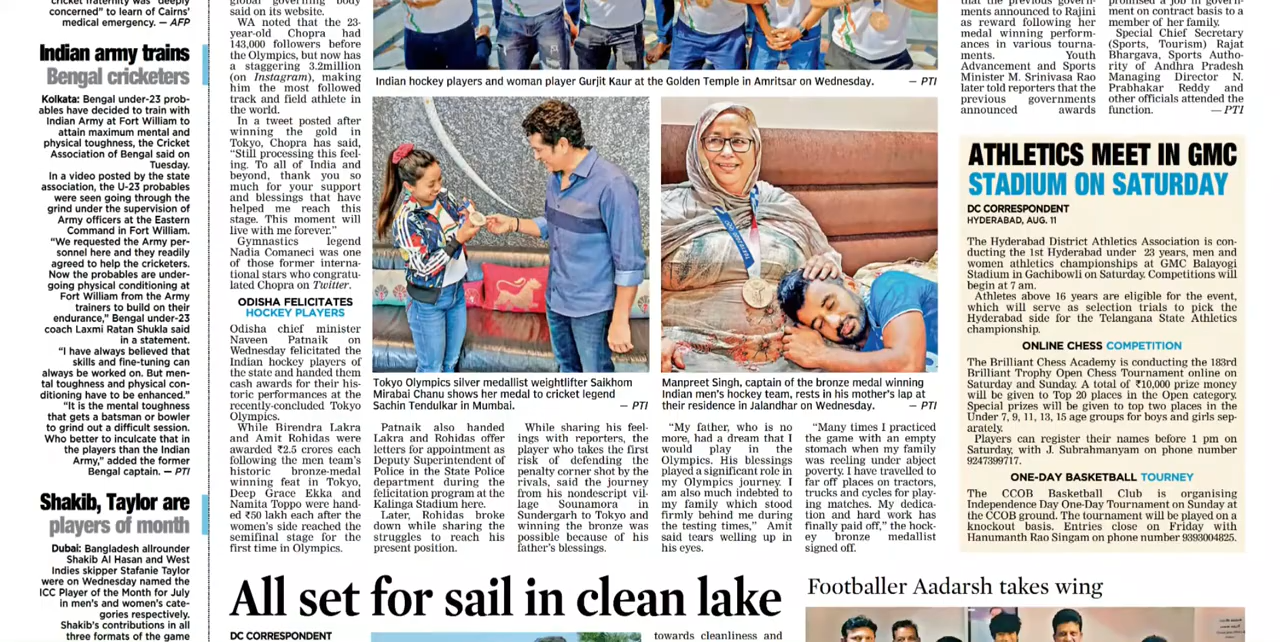 cricket fraternity was "deeply
concerned" to learn of Cairns'
medical emergency. — AFP
Indian army trains
Bengal cricketers
Kolkata: Bengal under-23 prob-
ables have decided to train with
Indian Army at Fort William to
attain maximum mental and
physical toughness, the Cricket
Association of Bengal said on
Tuesday.
In a video posted by the state
association, the U-23 probables
were seen going through the
grind under the supervision of
Army officers at the Eastern
Command in Fort William.
"We requested the Army per-
sonnel here and they readily
agreed to help the cricketers.
Now the probables are under-
going physical conditioning at
Fort William from the Army
trainers to build on their
endurance," Bengal under-23
coach Laxmi Ratan Shukla said
in a statement.
"I have always believed that
skills and fine-tuning can
always be worked on. But men-
tal toughness and physical con-
ditioning have to be enhanced."
"It is the mental toughness
that gets a batsman or bowler
to grind out a difficult session.
Who better to inculcate that in
the players than the Indian
Army," added the former
Bengal captain. — PTI
Shakib, Taylor are
players of month
Dubai: Bangladesh allrounder
Shakib Al Hasan and West
Indies skipper Stafanie Taylor
were on Wednesday named the
ICC Player of the Month for July
in men's and women's cate-
gories respectively.
Shakib's contributions in all
three formats of the game
global governing body
said on its website.
WA noted that the 23-
year-old Chopra had
143,000 followers before
the Olympics, but now has
a staggering 3.2million
(on Instagram), making
him the most followed
track and field athlete in
the world.
In a tweet posted after
winning the gold in
Tokyo, Chopra has said,
"Still processing this feel-
ing. To all of India and
beyond, thank you so
much for your support
and blessings that have
helped me reach this
stage. This moment will
live with me forever."
Gymnastics legend
Nadia Comaneci was one
of those former interna-
tional stars who congratu-
lated Chopra on Twitter.
ODISHA FELICITATES
HOCKEY PLAYERS
Odisha chief minister
Naveen Patnaik on
Wednesday felicitated the
Indian hockey players of
the state and handed them
cash awards for their his-
toric performances at the
recently-concluded Tokyo
Olympics.
While Birendra Lakra
and Amit Rohidas were
awarded ₹2.5 crores each
following the men team's
historic bronze-medal
winning feat in Tokyo,
Deep Grace Ekka and
Namita Toppo were hand-
ed ₹50 lakh each after the
women's side reached the
semifinal stage for the
first time in Olympics.
Indian hockey players and woman player Gurjit Kaur at the Golden Temple in Amritsar on Wednesday. — PTI
Tokyo Olympics silver medallist weightlifter Saikhom
Mirabai Chanu shows her medal to cricket legend
Sachin Tendulkar in Mumbai. — PTI
Manpreet Singh, captain of the bronze medal winning
Indian men's hockey team, rests in his mother's lap at
their residence in Jalandhar on Wednesday. — PTI
Patnaik also handed
Lakra and Rohidas offer
letters for appointment as
Deputy Superintendent of
Police in the State Police
department during the
felicitation program at the
Kalinga Stadium here.
Later, Rohidas broke
down while sharing the
struggles to reach his
present position.
While sharing his feel-
ings with reporters, the
player who takes the first
risk of defending the
penalty corner shot by the
rivals, said the journey
from his nondescript vil-
lage Sounamora in
Sundergarh to Tokyo and
winning the bronze was
possible because of his
father's blessings.
"My father, who is no
more, had a dream that I
would play in the
Olympics. His blessings
played a significant role in
my Olympics journey. I
am also much indebted to
my family which stood
firmly behind me during
the testing times," Amit
said tears welling up in
his eyes.
"Many times I practiced
the game with an empty
stomach when my family
was reeling under abject
poverty. I have travelled to
far off places on tractors,
trucks and cycles for play-
ing matches. My dedica-
tion and hard work has
finally paid off," the hock-
ey bronze medallist
signed off.
that the previous govern-
ments announced to Rajini
as reward following her
medal winning perform-
ances in various tourna-
ments. Youth
Advancement and Sports
Minister M. Srinivasa Rao
later told reporters that the
previous governments
announced awards
promised a job in govern-
ment on contract basis to a
member of her family.
Special Chief Secretary
(Sports, Tourism) Rajat
Bhargava, Sports Autho-
rity of Andhra Pradesh
Managing Director N.
Prabhakar Reddy and
other officials attended the
function. — PTI
ATHLETICS MEET IN GMC
STADIUM ON SATURDAY
DC CORRESPONDENT
HYDERABAD, AUG. 11
The Hyderabad District Athletics Association is con-
ducting the 1st Hyderabad under 23 years, men and
women athletics championships at GMC Balayogi
Stadium in Gachibowli on Saturday. Competitions will
begin at 7 am.
Athletes above 16 years are eligible for the event,
which will serve as selection trials to pick the
Hyderabad side for the Telangana State Athletics
championship.
ONLINE CHESS COMPETITION
The Brilliant Chess Academy is conducting the 183rd
Brilliant Trophy Open Chess Tournament online on
Saturday and Sunday. A total of ₹10,000 prize money
will be given to Top 20 places in the Open category.
Special prizes will be given to top two places in the
Under 7, 9, 11, 13, 15 age groups for boys and girls sep-
arately.
Players can register their names before 1 pm on
Saturday, with J. Subrahmanyam on phone number
9247399717.
ONE-DAY BASKETBALL TOURNEY
The CCOB Basketball Club is organising
Independence Day One-Day Tournament on Sunday at
the CCOB ground. The tournament will be played on a
knockout basis. Entries close on Friday with
Hanumanth Rao Singam on phone number 9393004825.
All set for sail in clean lake
DC CORRESPONDENT
towards cleanliness and
Footballer Aadarsh takes wing